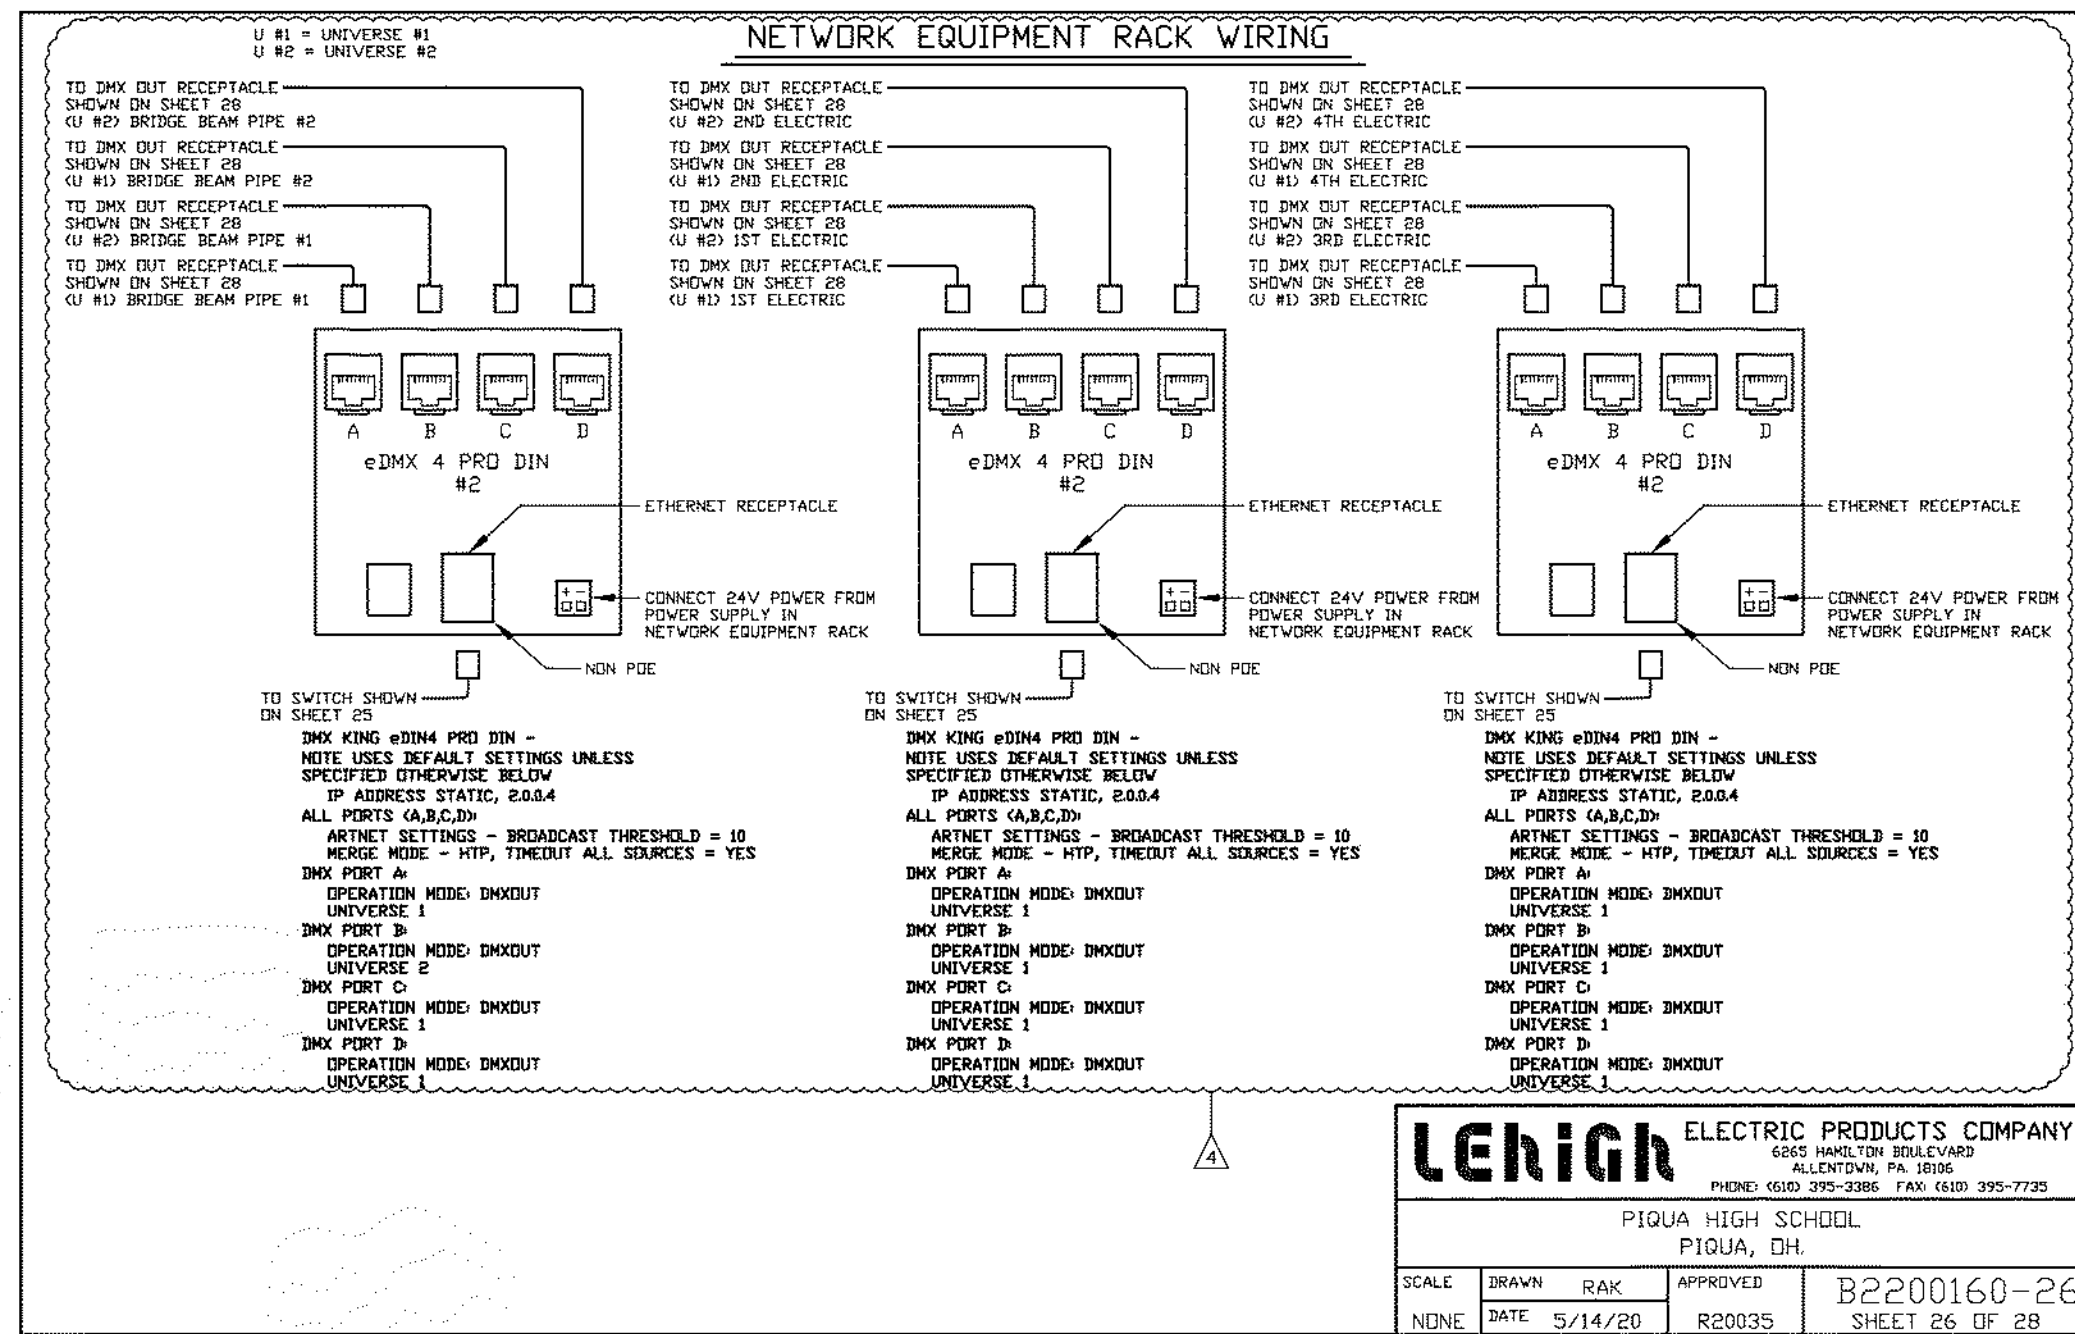 U #1 = UNIVERSE #1
U #2 = UNIVERSE #2
NETWORK EQUIPMENT RACK WIRING
TO DMX OUT RECEPTACLE
SHOWN ON SHEET 28
(U #2) BRIDGE BEAM PIPE #2
TO DMX OUT RECEPTACLE
SHOWN ON SHEET 28
(U #1) BRIDGE BEAM PIPE #2
TO DMX OUT RECEPTACLE
SHOWN ON SHEET 28
(U #2) BRIDGE BEAM PIPE #1
TO DMX OUT RECEPTACLE
SHOWN ON SHEET 28
(U #1) BRIDGE BEAM PIPE #1
A B C D
eDMX 4 PRO DIN
#2
ETHERNET RECEPTACLE
+ -
CONNECT 24V POWER FROM
POWER SUPPLY IN
NETWORK EQUIPMENT RACK
NON POE
TO SWITCH SHOWN
ON SHEET 25
DMX KING eDIN4 PRO DIN -
NOTE USES DEFAULT SETTINGS UNLESS
SPECIFIED OTHERWISE BELOW
IP ADDRESS STATIC, 2.0.0.4
ALL PORTS (A,B,C,D):
ARTNET SETTINGS - BROADCAST THRESHOLD = 10
MERGE MODE - HTP, TIMEOUT ALL SOURCES = YES
DMX PORT A:
OPERATION MODE: DMXOUT
UNIVERSE 1
DMX PORT B:
OPERATION MODE: DMXOUT
UNIVERSE 2
DMX PORT C:
OPERATION MODE: DMXOUT
UNIVERSE 1
DMX PORT D:
OPERATION MODE: DMXOUT
UNIVERSE 1
TO DMX OUT RECEPTACLE
SHOWN ON SHEET 28
(U #2) 2ND ELECTRIC
TO DMX OUT RECEPTACLE
SHOWN ON SHEET 28
(U #1) 2ND ELECTRIC
TO DMX OUT RECEPTACLE
SHOWN ON SHEET 28
(U #2) 1ST ELECTRIC
TO DMX OUT RECEPTACLE
SHOWN ON SHEET 28
(U #1) 1ST ELECTRIC
A B C D
eDMX 4 PRO DIN
#2
ETHERNET RECEPTACLE
+ -
CONNECT 24V POWER FROM
POWER SUPPLY IN
NETWORK EQUIPMENT RACK
NON POE
TO SWITCH SHOWN
ON SHEET 25
DMX KING eDIN4 PRO DIN -
NOTE USES DEFAULT SETTINGS UNLESS
SPECIFIED OTHERWISE BELOW
IP ADDRESS STATIC, 2.0.0.4
ALL PORTS (A,B,C,D):
ARTNET SETTINGS - BROADCAST THRESHOLD = 10
MERGE MODE - HTP, TIMEOUT ALL SOURCES = YES
DMX PORT A:
OPERATION MODE: DMXOUT
UNIVERSE 1
DMX PORT B:
OPERATION MODE: DMXOUT
UNIVERSE 1
DMX PORT C:
OPERATION MODE: DMXOUT
UNIVERSE 1
DMX PORT D:
OPERATION MODE: DMXOUT
UNIVERSE 1
TO DMX OUT RECEPTACLE
SHOWN ON SHEET 28
(U #2) 4TH ELECTRIC
TO DMX OUT RECEPTACLE
SHOWN ON SHEET 28
(U #1) 4TH ELECTRIC
TO DMX OUT RECEPTACLE
SHOWN ON SHEET 28
(U #2) 3RD ELECTRIC
TO DMX OUT RECEPTACLE
SHOWN ON SHEET 28
(U #1) 3RD ELECTRIC
A B C D
eDMX 4 PRO DIN
#2
ETHERNET RECEPTACLE
+ -
CONNECT 24V POWER FROM
POWER SUPPLY IN
NETWORK EQUIPMENT RACK
NON POE
TO SWITCH SHOWN
ON SHEET 25
DMX KING eDIN4 PRO DIN -
NOTE USES DEFAULT SETTINGS UNLESS
SPECIFIED OTHERWISE BELOW
IP ADDRESS STATIC, 2.0.0.4
ALL PORTS (A,B,C,D):
ARTNET SETTINGS - BROADCAST THRESHOLD = 10
MERGE MODE - HTP, TIMEOUT ALL SOURCES = YES
DMX PORT A:
OPERATION MODE: DMXOUT
UNIVERSE 1
DMX PORT B:
OPERATION MODE: DMXOUT
UNIVERSE 1
DMX PORT C:
OPERATION MODE: DMXOUT
UNIVERSE 1
DMX PORT D:
OPERATION MODE: DMXOUT
UNIVERSE 1
4
LEhiGh ELECTRIC PRODUCTS COMPANY
6265 HAMILTON BOULEVARD
ALLENTOWN, PA. 18106
PHONE: (610) 395-3386 FAX: (610) 395-7735
PIQUA HIGH SCHOOL
PIQUA, OH.
SCALE NONE
DRAWN RAK
DATE 5/14/20
APPROVED R20035
B2200160-26
SHEET 26 OF 28